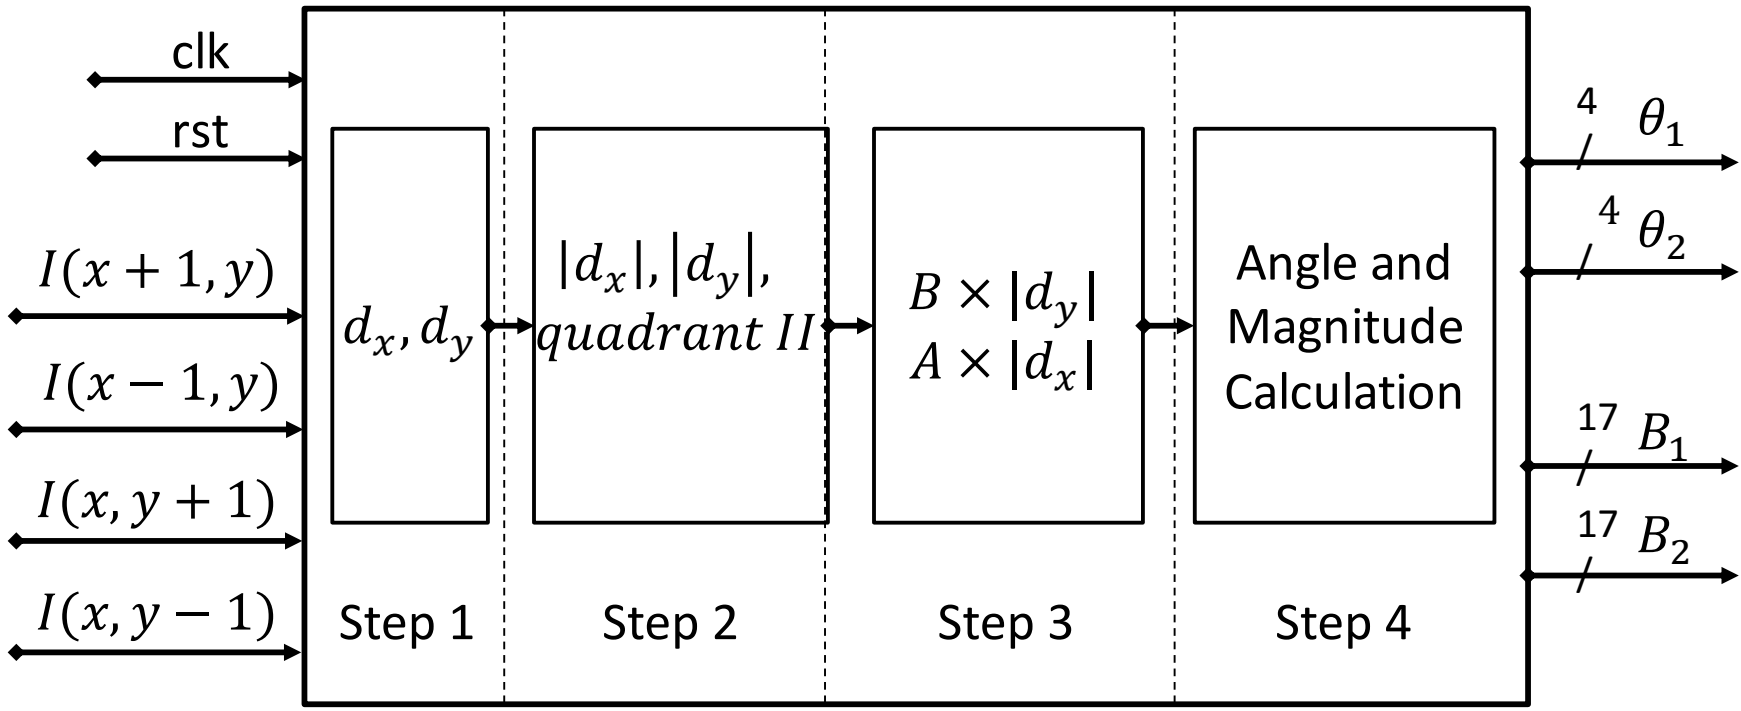 clk
rst
I(x + 1, y)
I(x − 1, y)
I(x, y + 1)
I(x, y − 1)
d_x, d_y
Step 1
|d_x|, |d_y|,
quadrant II
Step 2
B × |d_y|
A × |d_x|
Step 3
Angle and
Magnitude
Calculation
Step 4
4 θ_1
4 θ_2
17 B_1
17 B_2